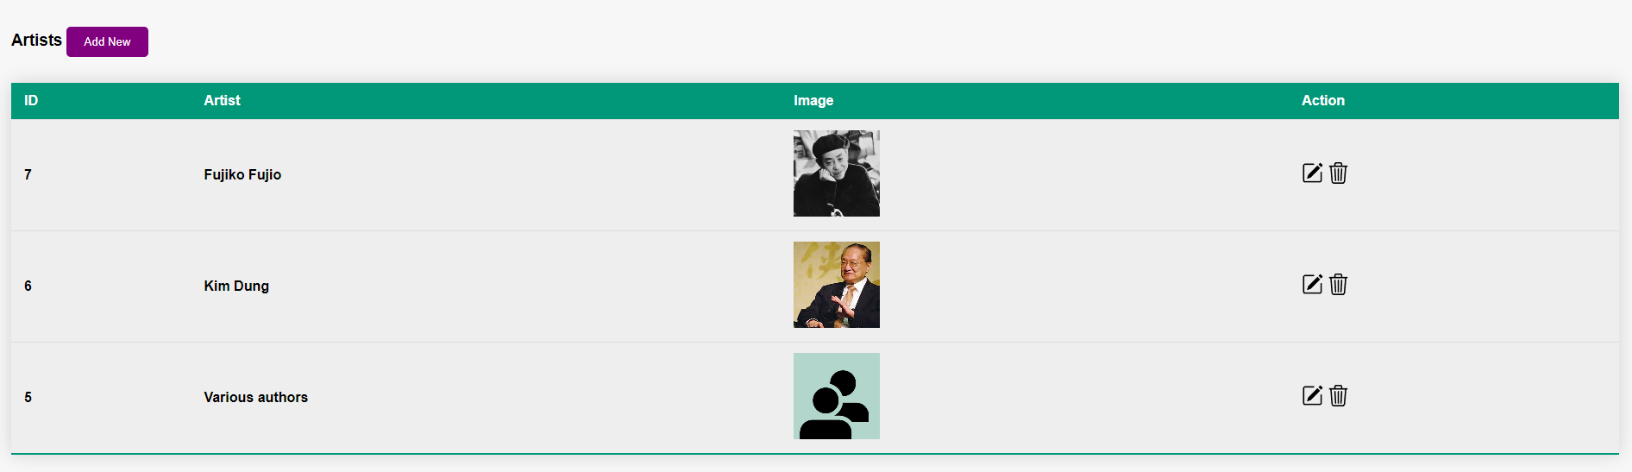 Artists Add New
ID Artist Image Action
7 Fujiko Fujio
6 Kim Dung
5 Various authors